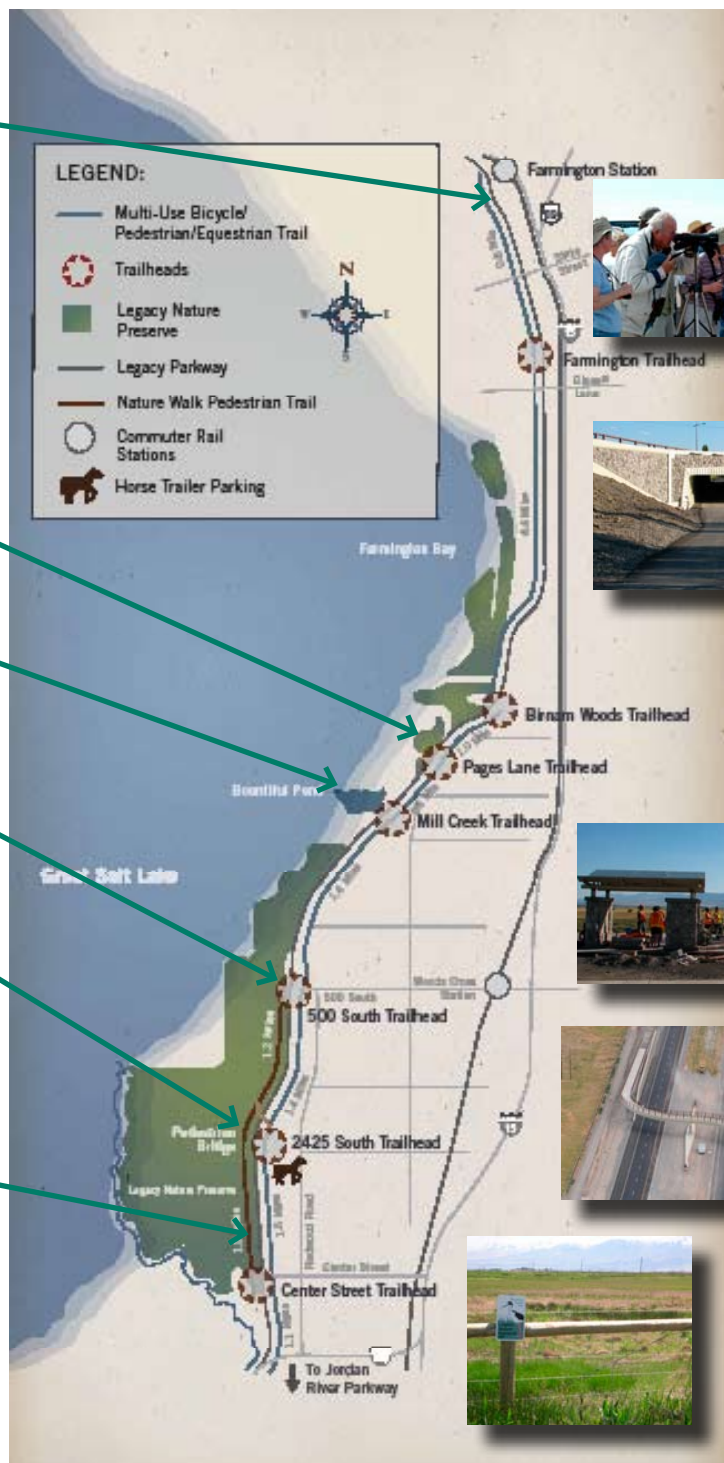 LEGEND:
Multi-Use Bicycle/
Pedestrian/Equestrian Trail
Trailheads
Legacy Nature
Preserve
Legacy Parkway
Nature Walk Pedestrian Trail
Commuter Rail
Stations
Horse Trailer Parking
N
W
E
S
Farmington Station
Farmington Trailhead
Farmington Bay
Birnam Woods Trailhead
Pages Lane Trailhead
Bountiful Pond
Mill Creek Trailhead
Great Salt Lake
Woods Cross
Station
500 South
500 South Trailhead
Pedestrian
Bridge
2425 South Trailhead
Legacy Nature Preserve
Redwood Road
Center Street
Center Street Trailhead
To Jordan
River Parkway